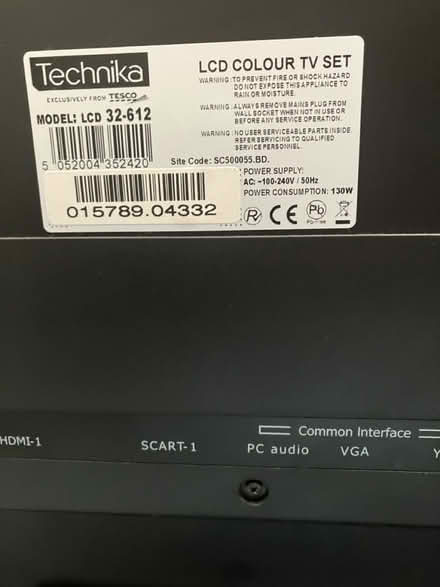 Technika
EXCLUSIVELY FROM TESCO
MODEL: LCD 32-612
5 052004 352420
LCD COLOUR TV SET
WARNING :TO PREVENT FIRE OR SHOCK HAZARD
DO NOT EXPOSE THIS APPLIANCE TO
RAIN OR MOISTURE.
WARNING :ALWAYS REMOVE MAINS PLUG FROM
WALL SOCKET WHEN NOT IN USE OR
BEFORE ANY SERVICE OPERATION.
WARNING :NO USER SERVICEABLE PARTS INSIDE
REFER SERVICING TO QUALIFIED
SERVICE PERSONNEL.
Site Code: SC500055.BD.
POWER SUPPLY:
AC: ~100-240V / 50Hz
POWER CONSUMPTION: 130W
015789.04332
R CE Pb
HDMI-1
SCART-1
Common Interface
PC audio
VGA
Y